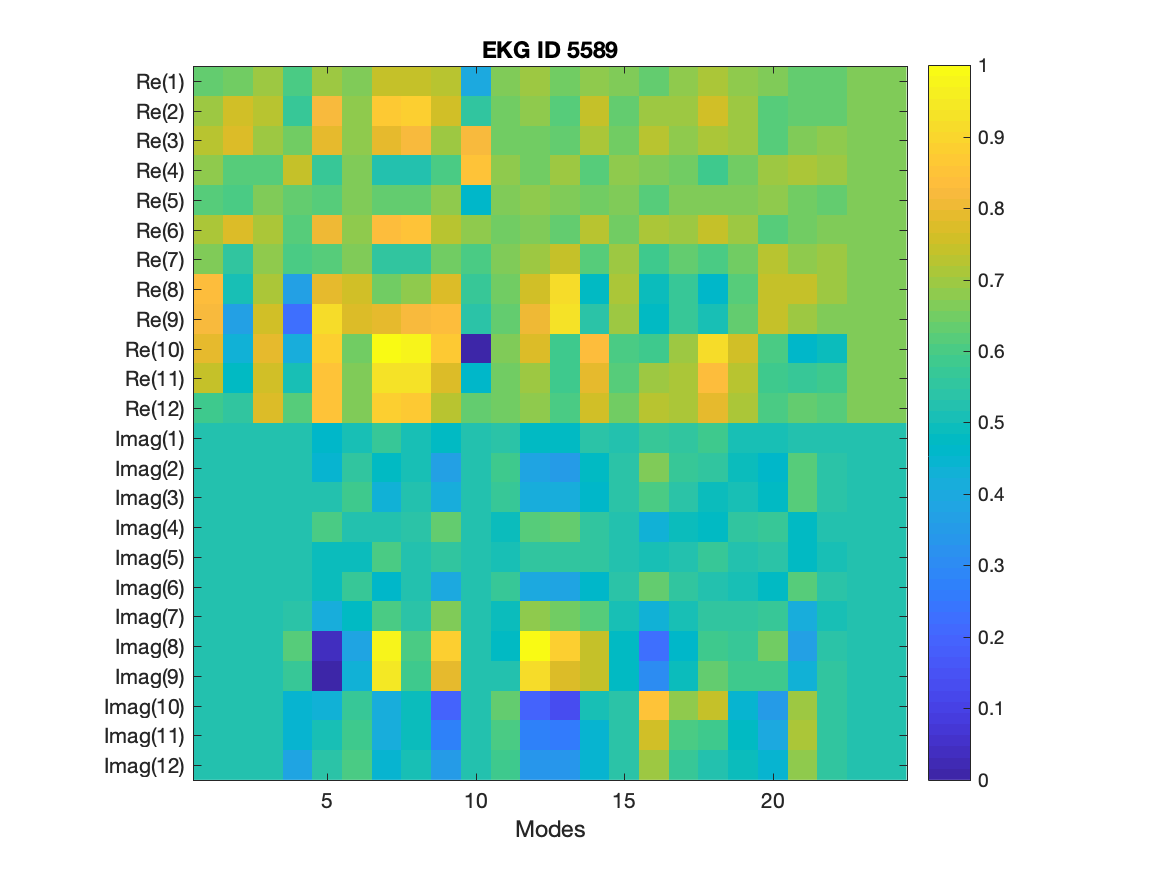 EKG ID 5589
Re(1)
Re(2)
Re(3)
Re(4)
Re(5)
Re(6)
Re(7)
Re(8)
Re(9)
Re(10)
Re(11)
Re(12)
Imag(1)
Imag(2)
Imag(3)
Imag(4)
Imag(5)
Imag(6)
Imag(7)
Imag(8)
Imag(9)
Imag(10)
Imag(11)
Imag(12)
5 10 15 20
Modes
1
0.9
0.8
0.7
0.6
0.5
0.4
0.3
0.2
0.1
0